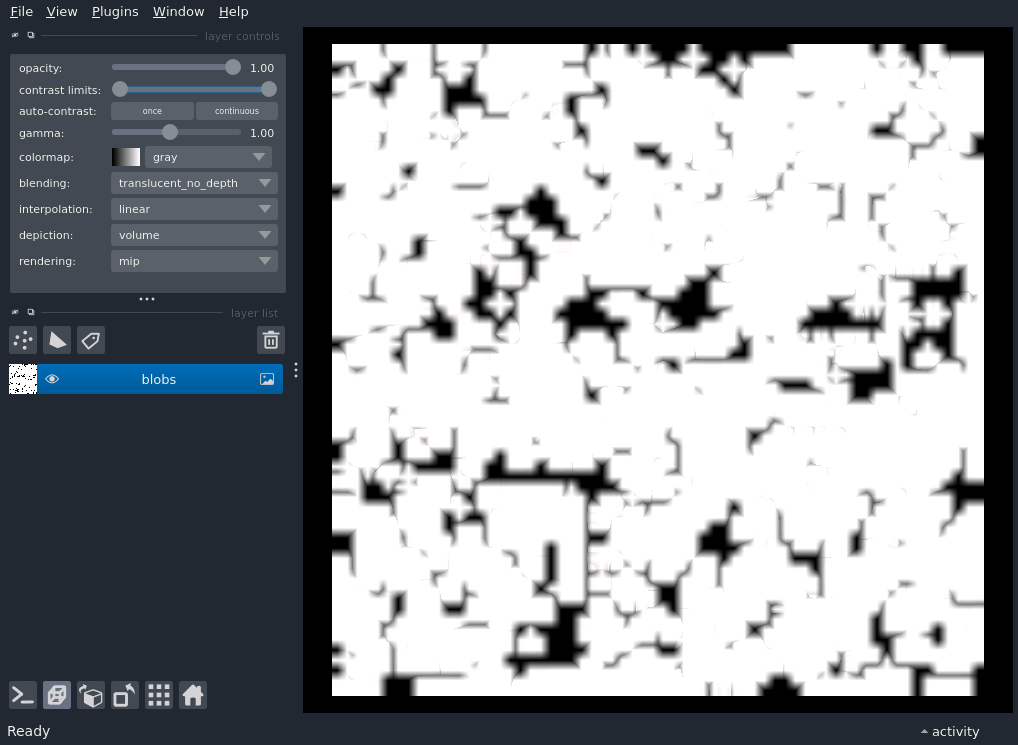 File View Plugins Window Help
layer controls
opacity: 1.00
contrast limits:
auto-contrast: once continuous
gamma: 1.00
colormap: gray
blending: translucent_no_depth
interpolation: linear
depiction: volume
rendering: mip
layer list
blobs
Ready activity